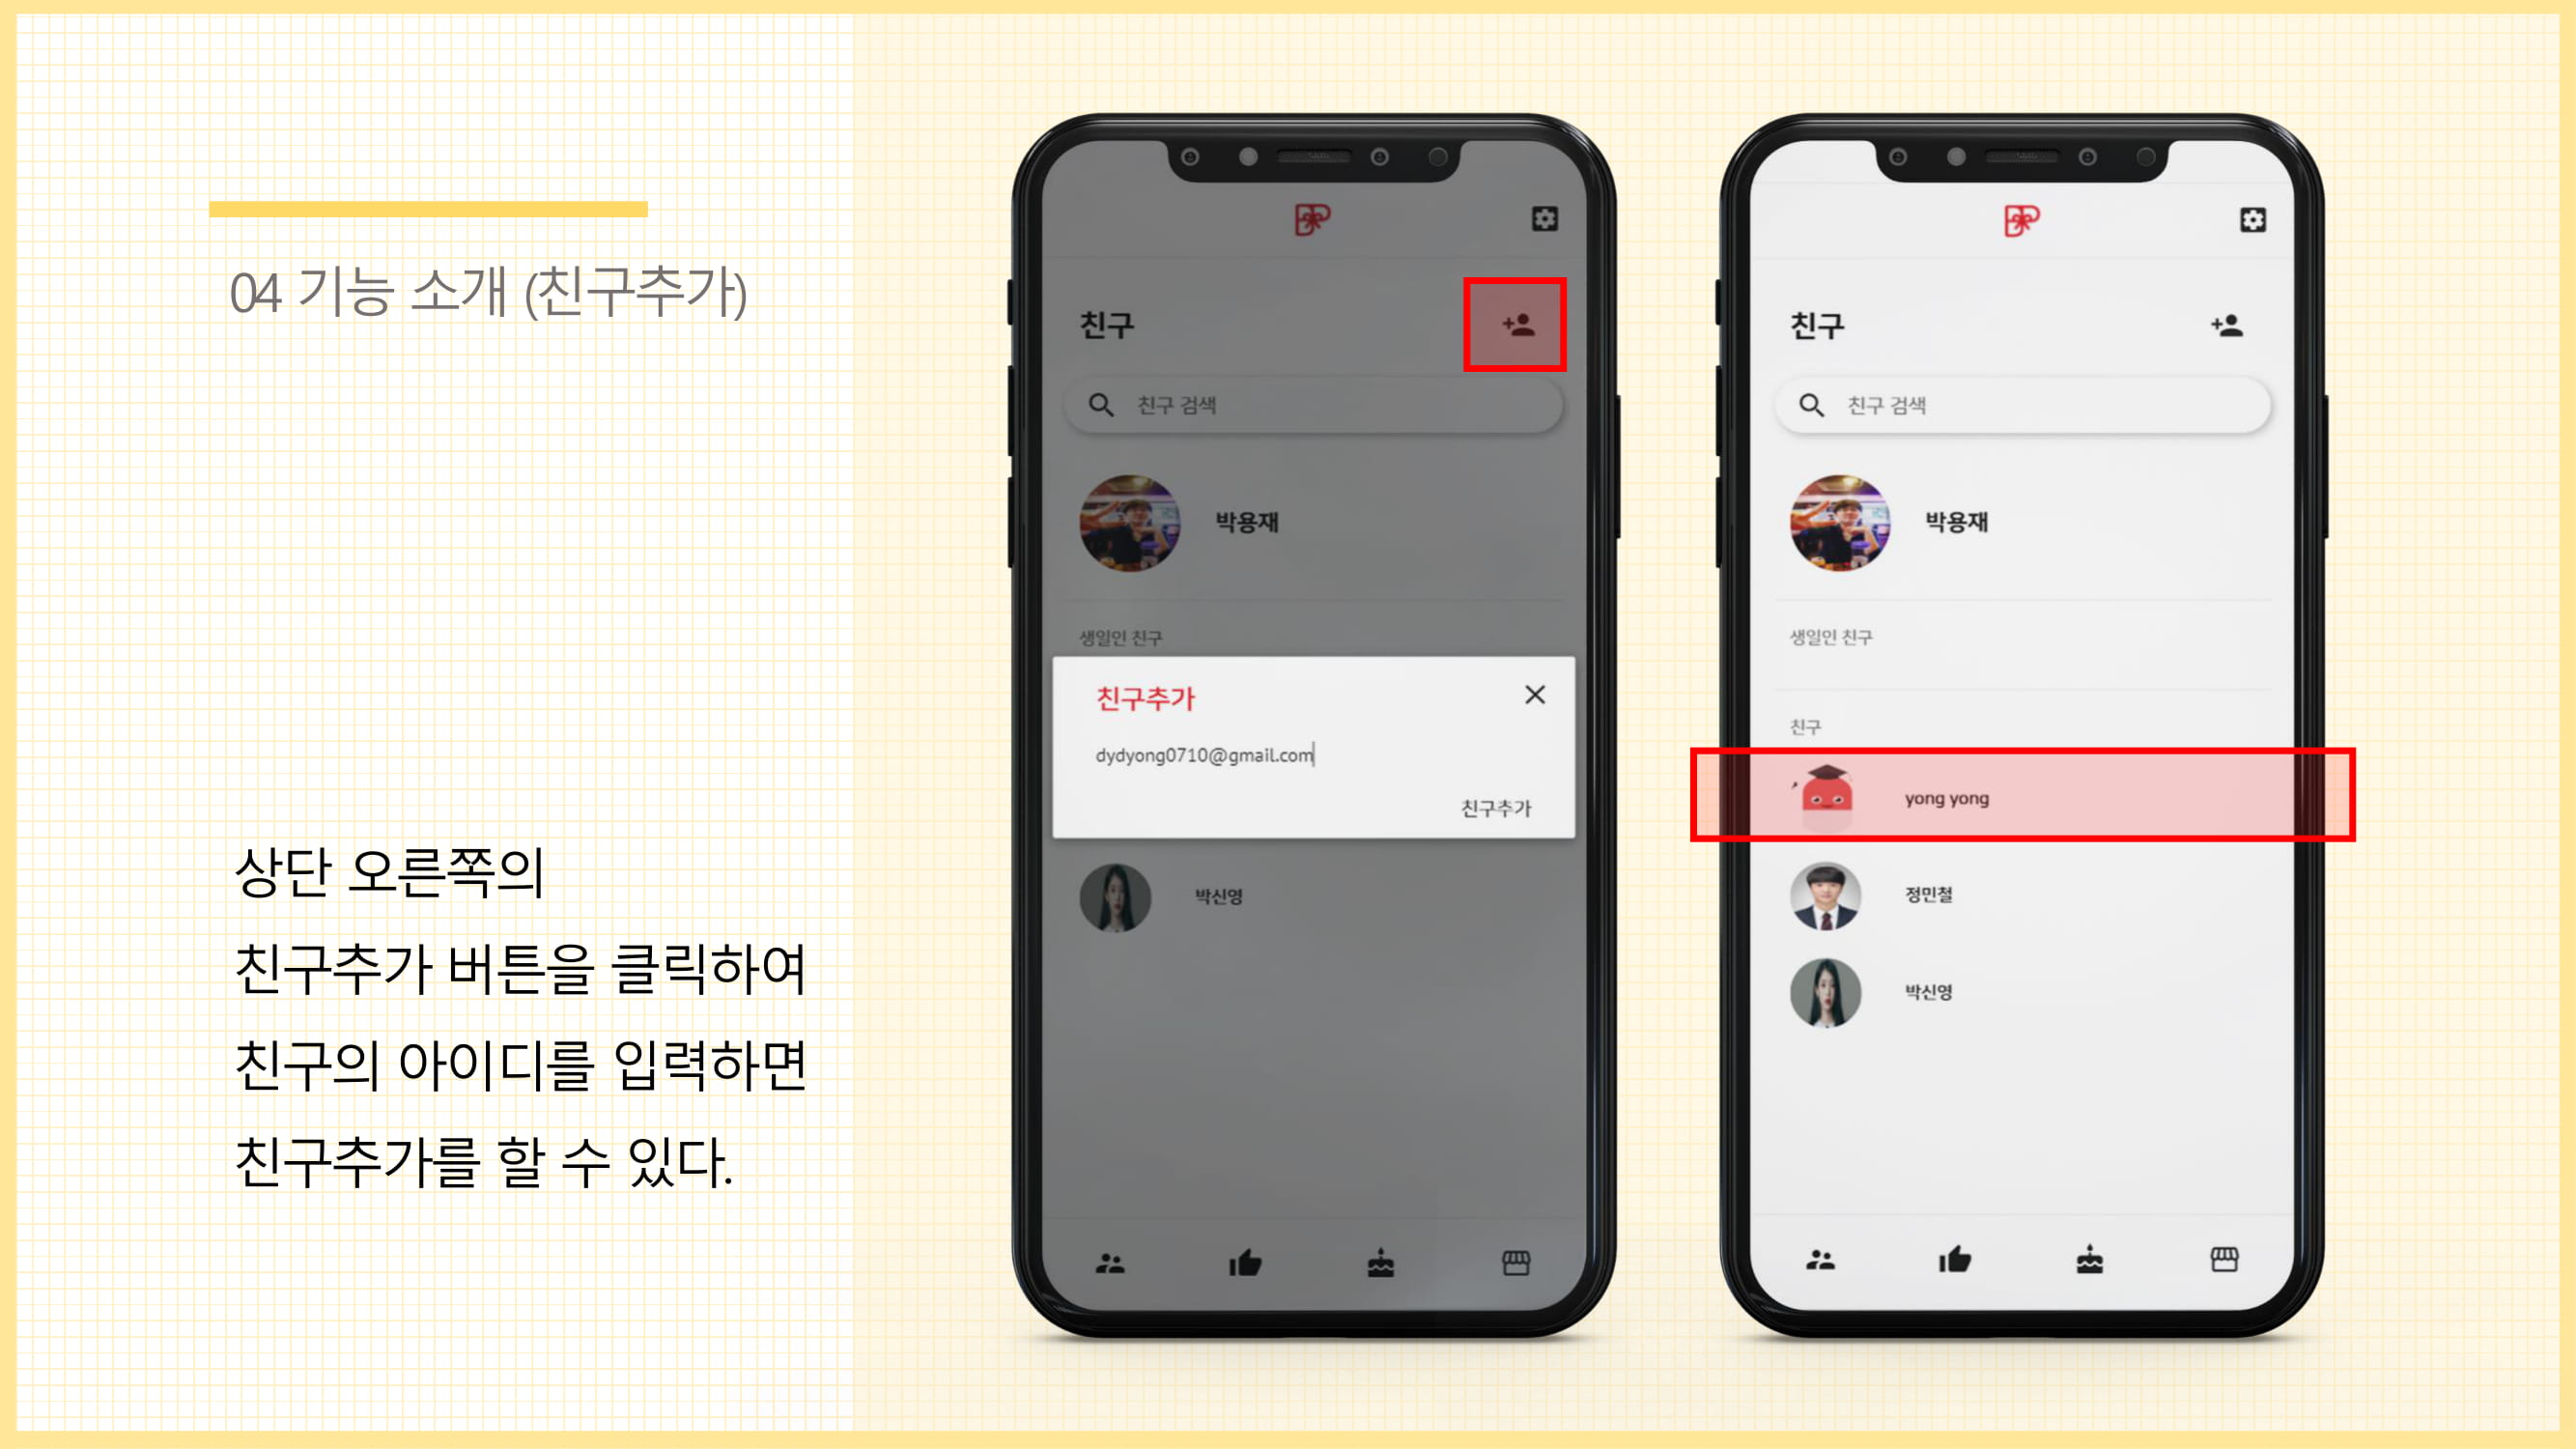 04 기능 소개 (친구추가)
상단 오른쪽의
친구추가 버튼을 클릭하여
친구의 아이디를 입력하면
친구추가를 할 수 있다.
친구
친구 검색
박용재
생일인 친구
친구추가
dydyong0710@gmail.com
친구추가
박신영
친구
친구 검색
박용재
생일인 친구
친구
yong yong
정민철
박신영